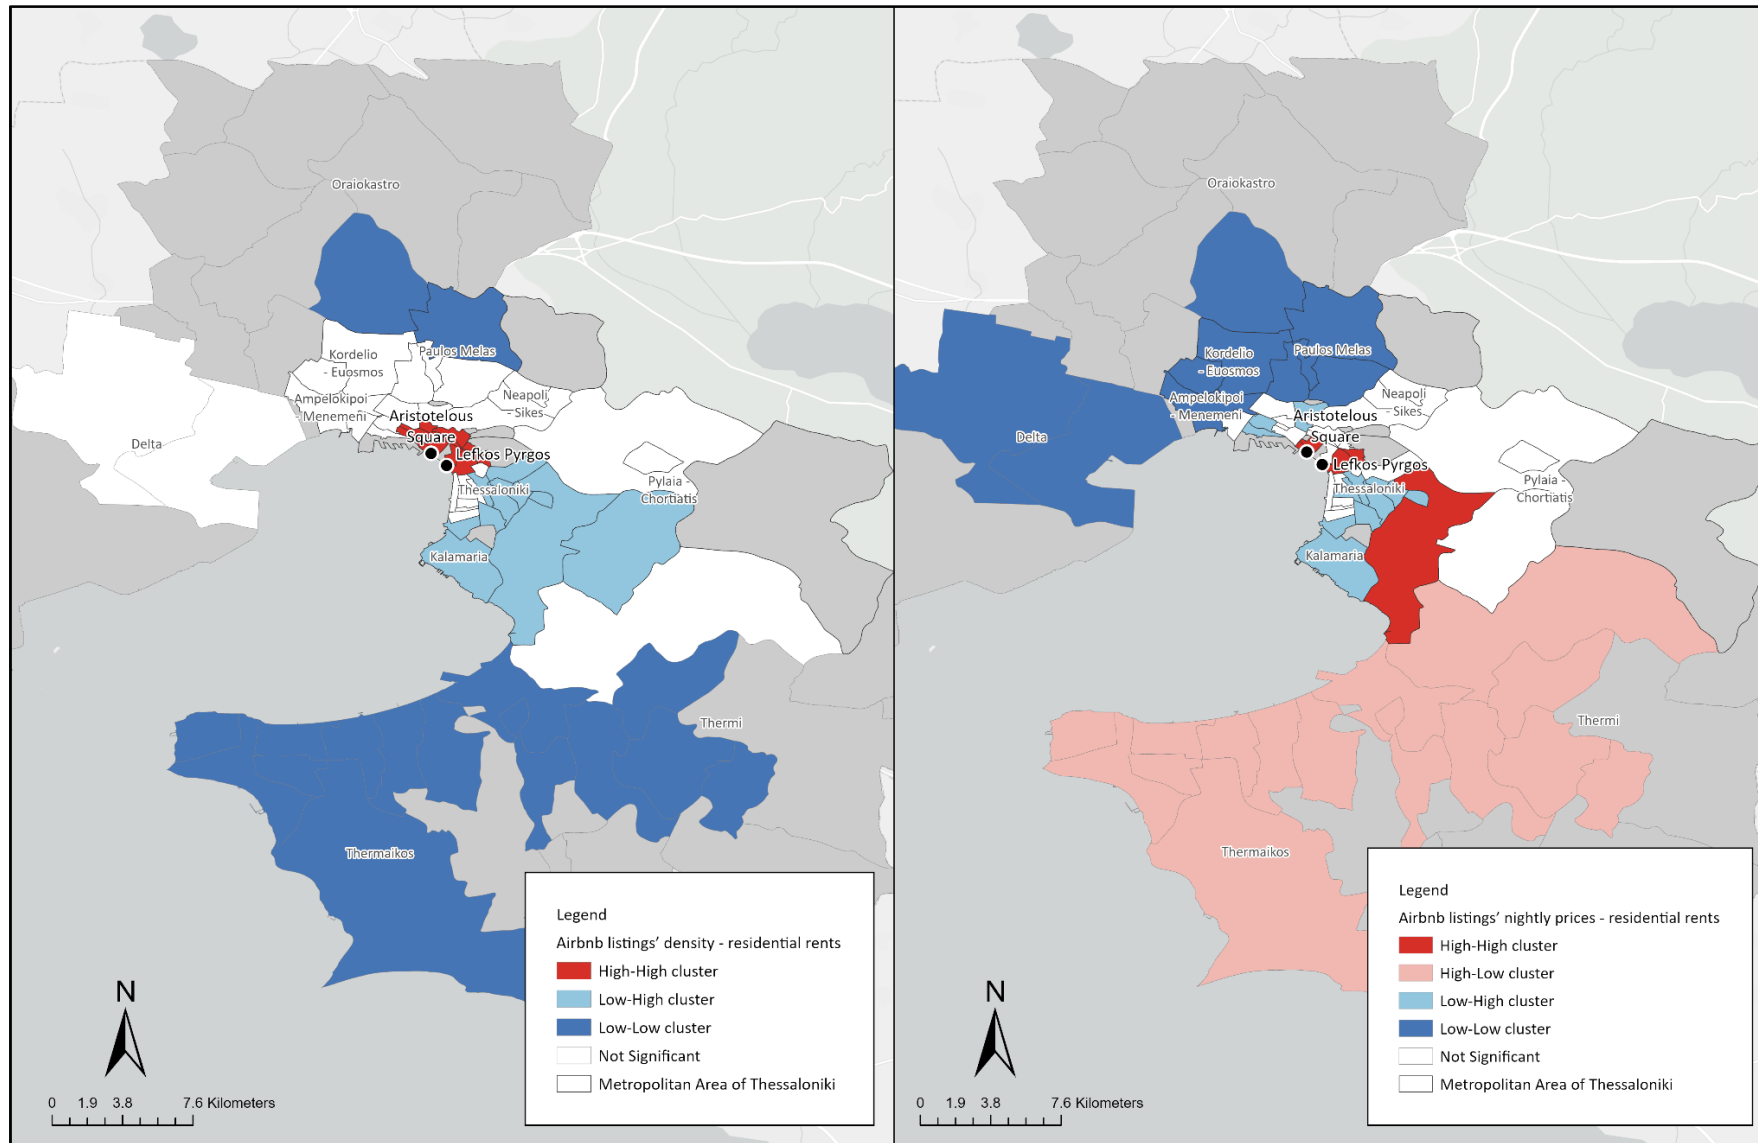 Oraiokastro
Paulos Melas
Kordelio
- Euosmos
Ampelokipoi
- Menemeni
Neapoli
- Sikes
Aristotelous
Square
Lefkos Pyrgos
Delta
Thessaloniki
Pylaia -
Chortiatis
Kalamaria
Thermi
Thermaikos
Legend
Airbnb listings' density - residential rents
High-High cluster
Low-High cluster
Low-Low cluster
Not Significant
Metropolitan Area of Thessaloniki
N
0 1.9 3.8 7.6 Kilometers
Oraiokastro
Paulos Melas
Kordelio
- Euosmos
Ampelokipoi
- Menemeni
Neapoli
- Sikes
Aristotelous
Square
Lefkos Pyrgos
Delta
Thessaloniki
Pylaia -
Chortiatis
Kalamaria
Thermi
Thermaikos
Legend
Airbnb listings' nightly prices - residential rents
High-High cluster
High-Low cluster
Low-High cluster
Low-Low cluster
Not Significant
Metropolitan Area of Thessaloniki
N
0 1.9 3.8 7.6 Kilometers